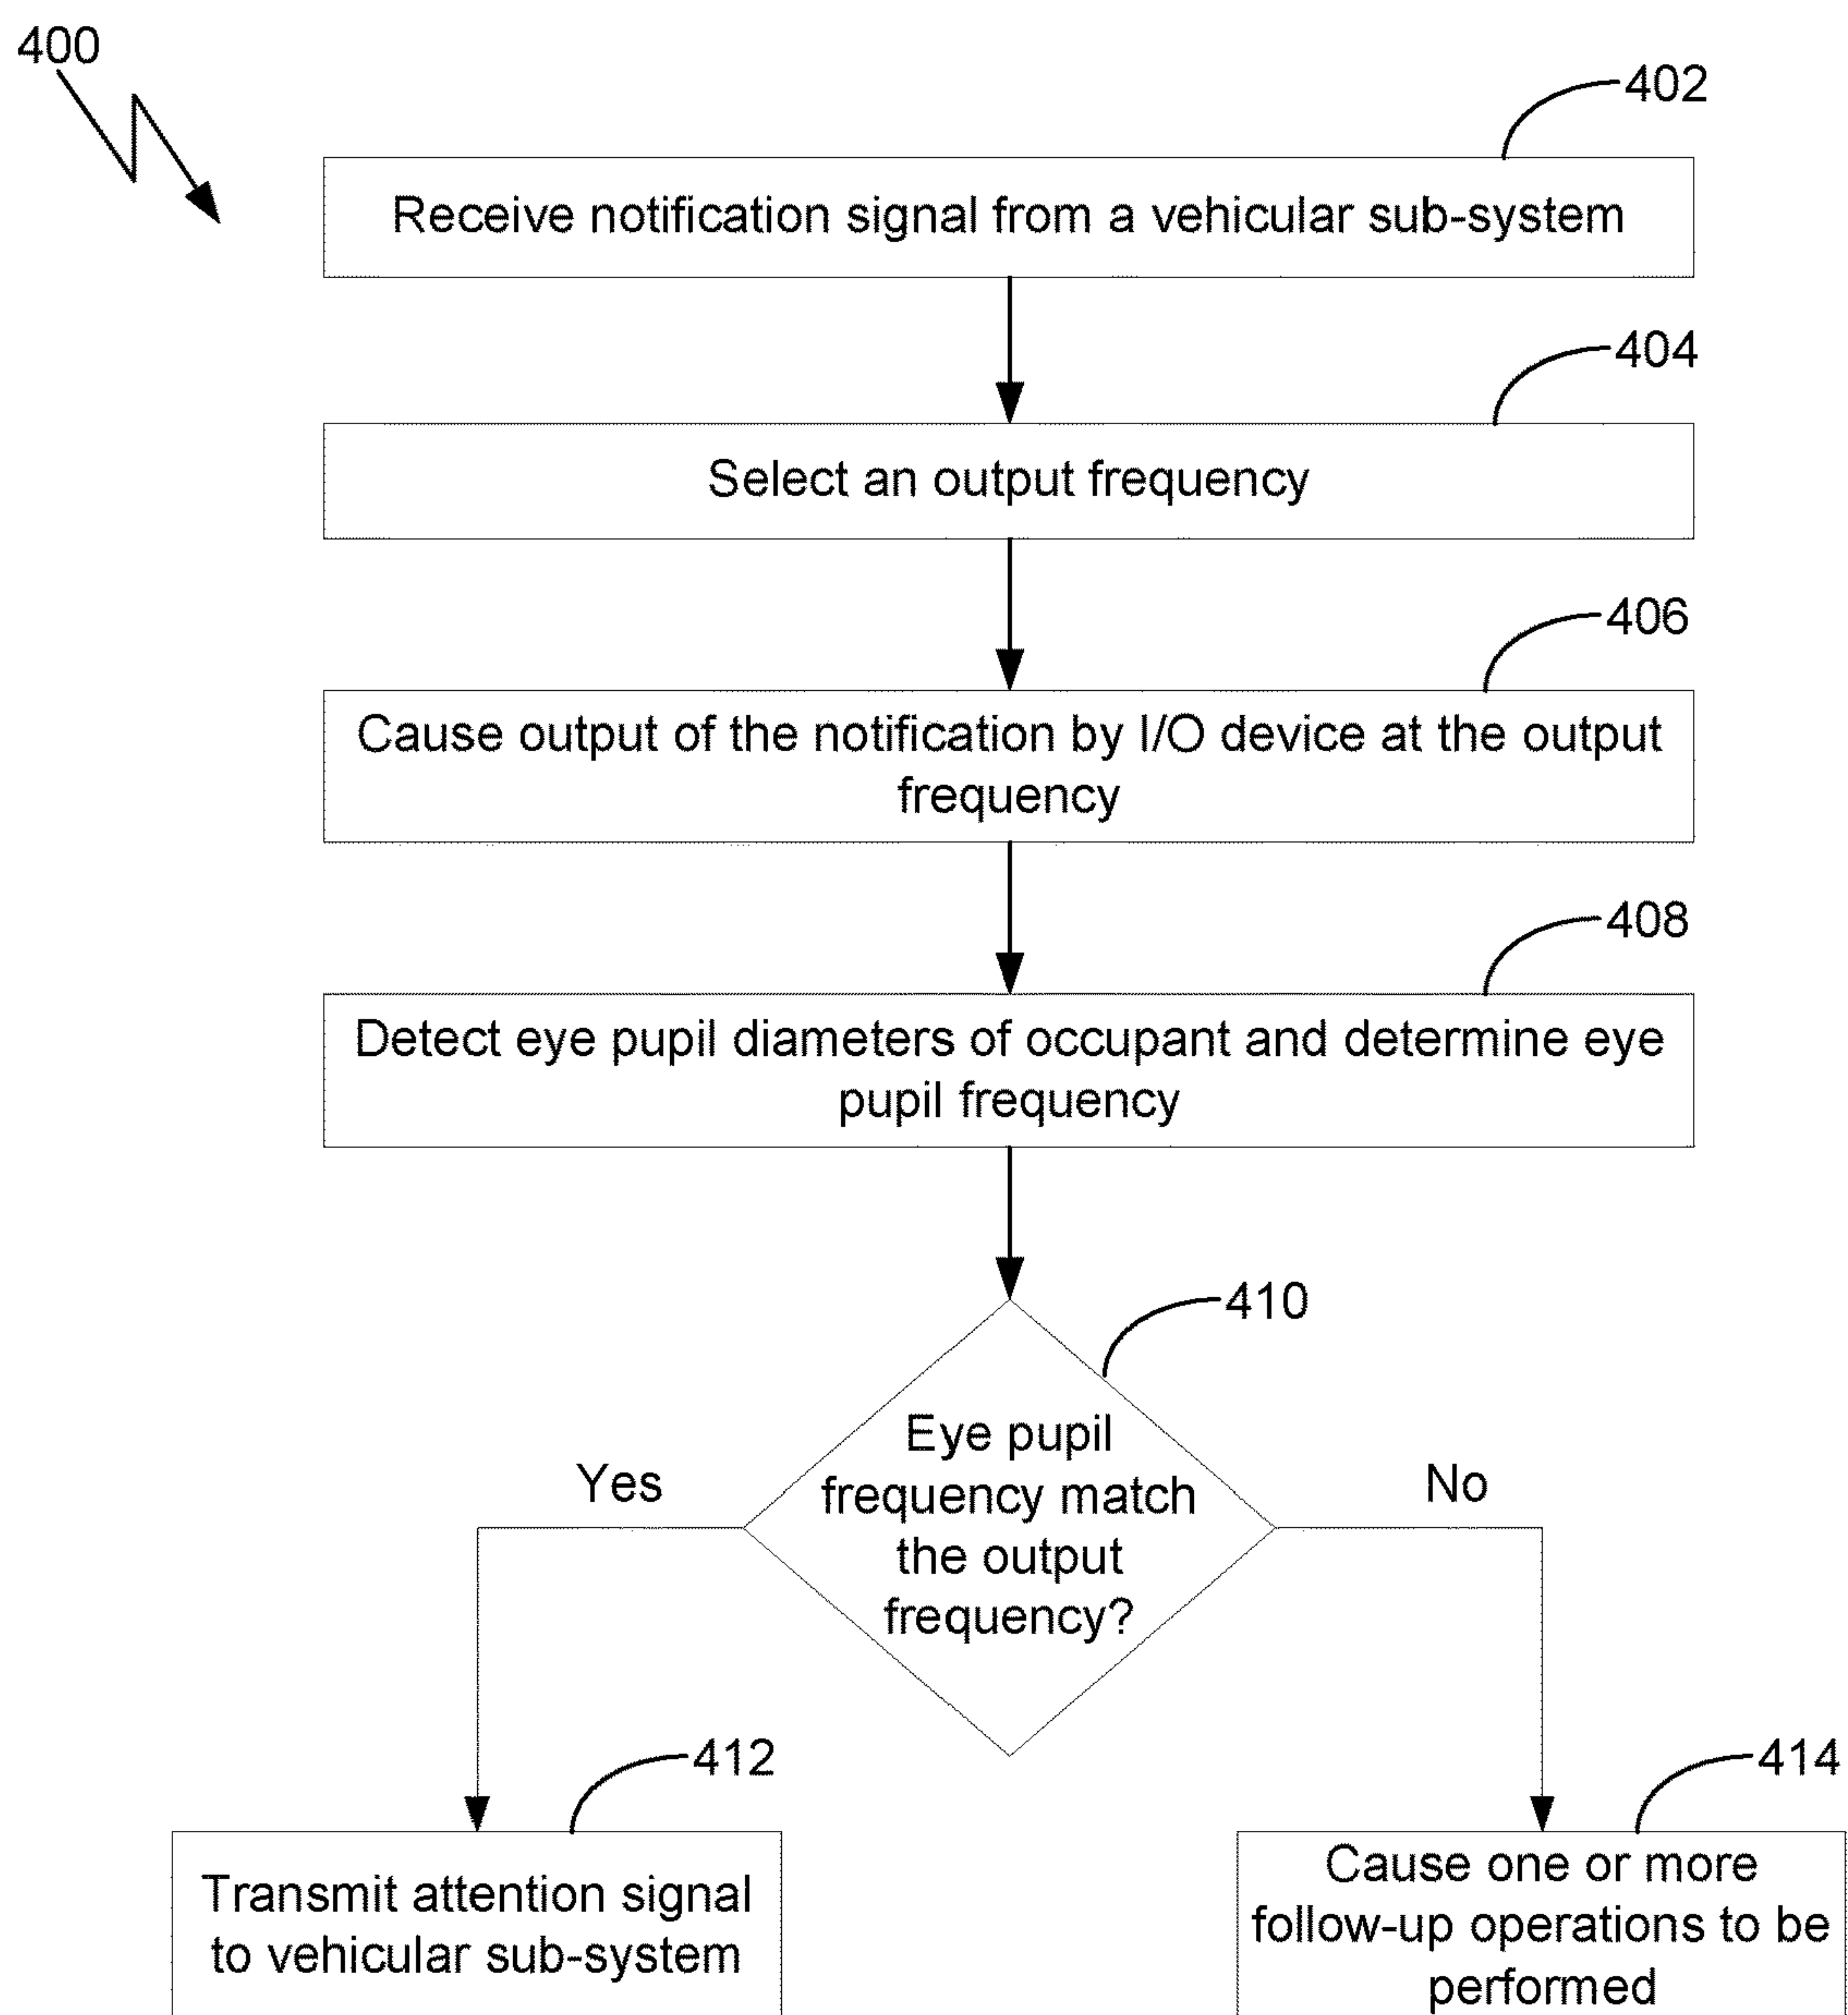 400
402
Receive notification signal from a vehicular sub-system
404
Select an output frequency
406
Cause output of the notification by I/O device at the output
frequency
408
Detect eye pupil diameters of occupant and determine eye
pupil frequency
410
Eye pupil
frequency match
the output
frequency?
Yes
No
412
Transmit attention signal
to vehicular sub-system
414
Cause one or more
follow-up operations to be
performed